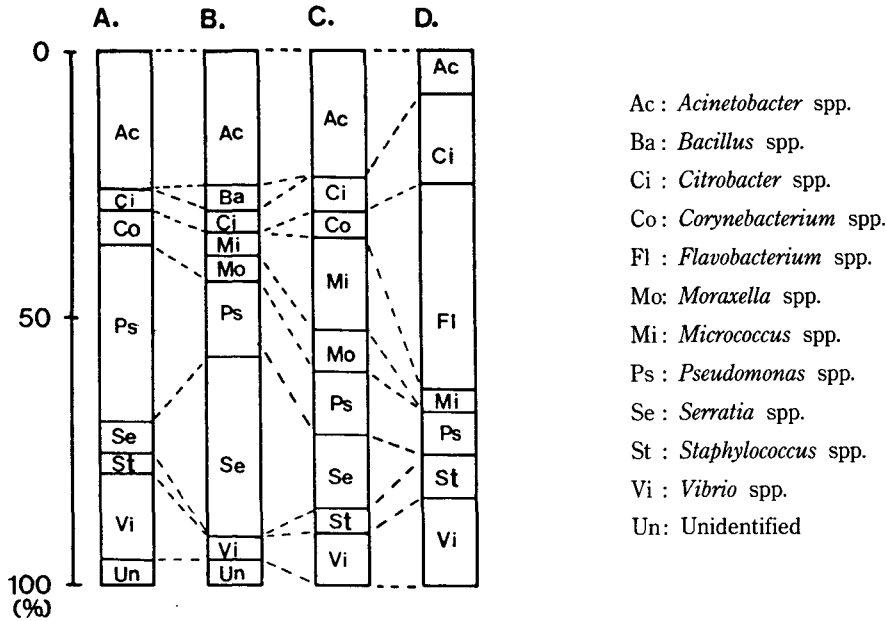 A. B. C. D.
0
50
100
(%)
Ac
Ci
Co
Ps
Se
St
Vi
Un
Ac
Ba
Ci
Mi
Mo
Ps
Se
Vi
Un
Ac
Ci
Co
Mi
Mo
Ps
Se
St
Vi
Ac
Ci
Fl
Mi
Ps
St
Vi
Ac : Acinetobacter spp.
Ba : Bacillus spp.
Ci : Citrobacter spp.
Co : Corynebacterium spp.
Fl : Flavobacterium spp.
Mo: Moraxella spp.
Mi : Micrococcus spp.
Ps : Pseudomonas spp.
Se : Serratia spp.
St : Staphylococcus spp.
Vi : Vibrio spp.
Un: Unidentified